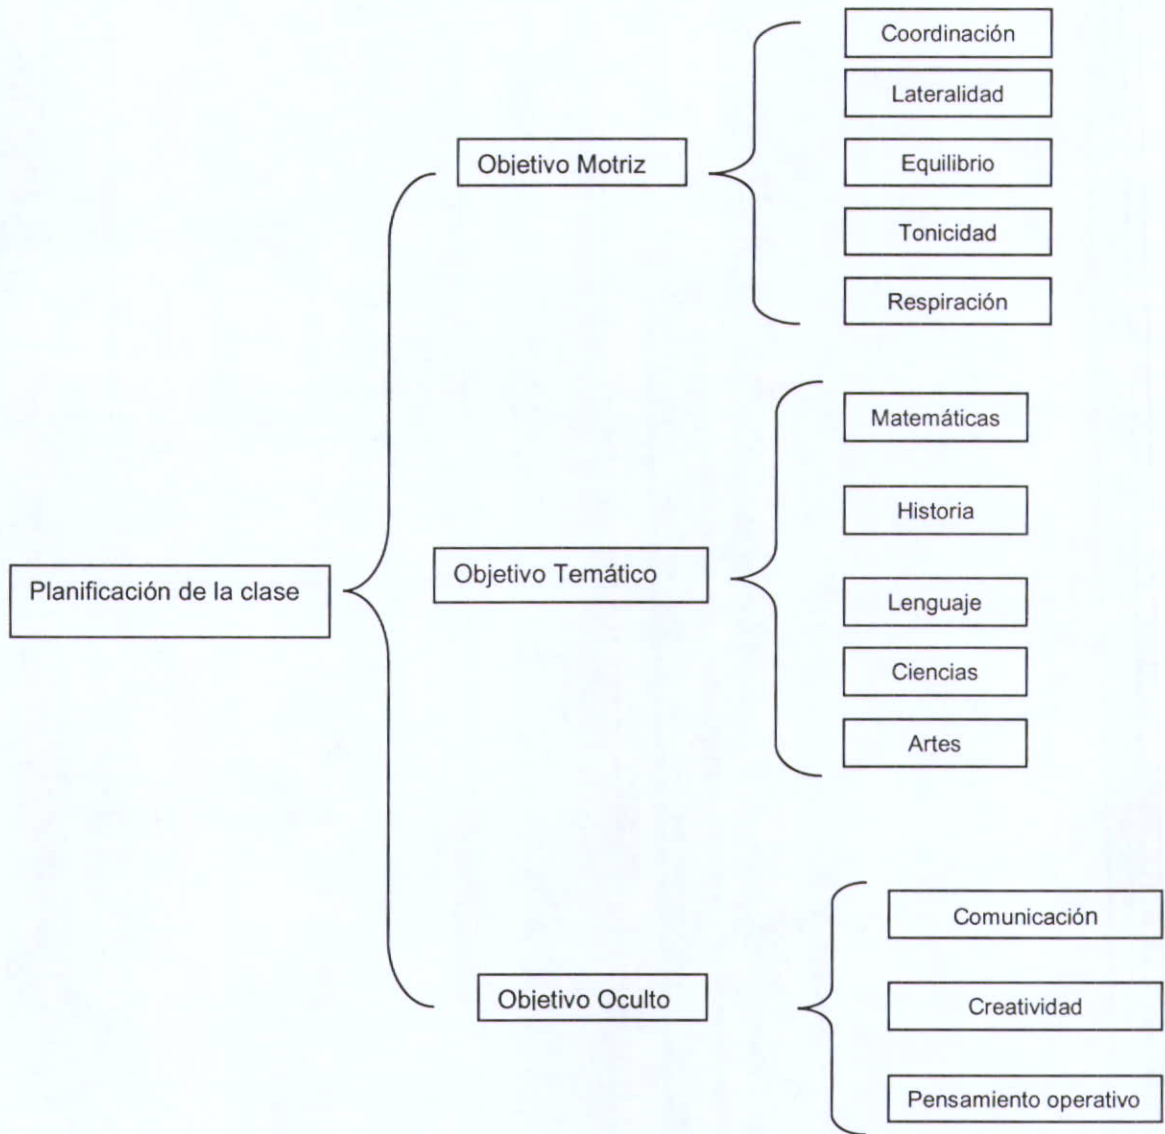 Planificación de la clase
Objetivo Motriz
Coordinación
Lateralidad
Equilibrio
Tonicidad
Respiración
Objetivo Temático
Matemáticas
Historia
Lenguaje
Ciencias
Artes
Objetivo Oculto
Comunicación
Creatividad
Pensamiento operativo